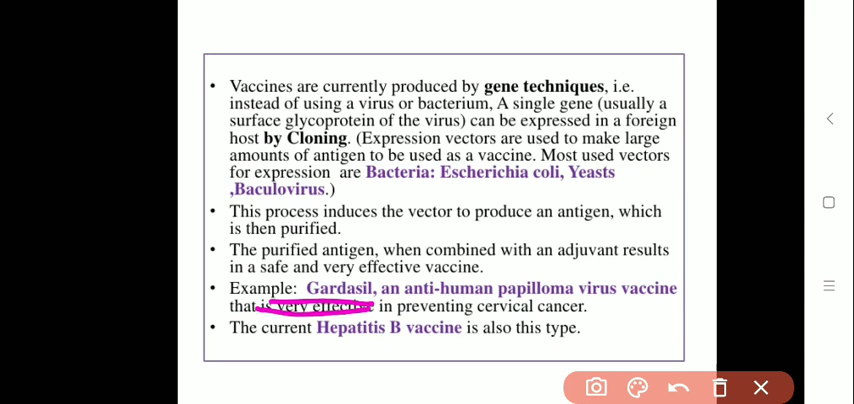 • Vaccines are currently produced by gene techniques, i.e.
instead of using a virus or bacterium, A single gene (usually a
surface glycoprotein of the virus) can be expressed in a foreign
host by Cloning. (Expression vectors are used to make large
amounts of antigen to be used as a vaccine. Most used vectors
for expression are Bacteria: Escherichia coli, Yeasts
,Baculovirus.)
• This process induces the vector to produce an antigen, which
is then purified.
• The purified antigen, when combined with an adjuvant results
in a safe and very effective vaccine.
• Example: Gardasil, an anti-human papilloma virus vaccine
that is very effective in preventing cervical cancer.
• The current Hepatitis B vaccine is also this type.